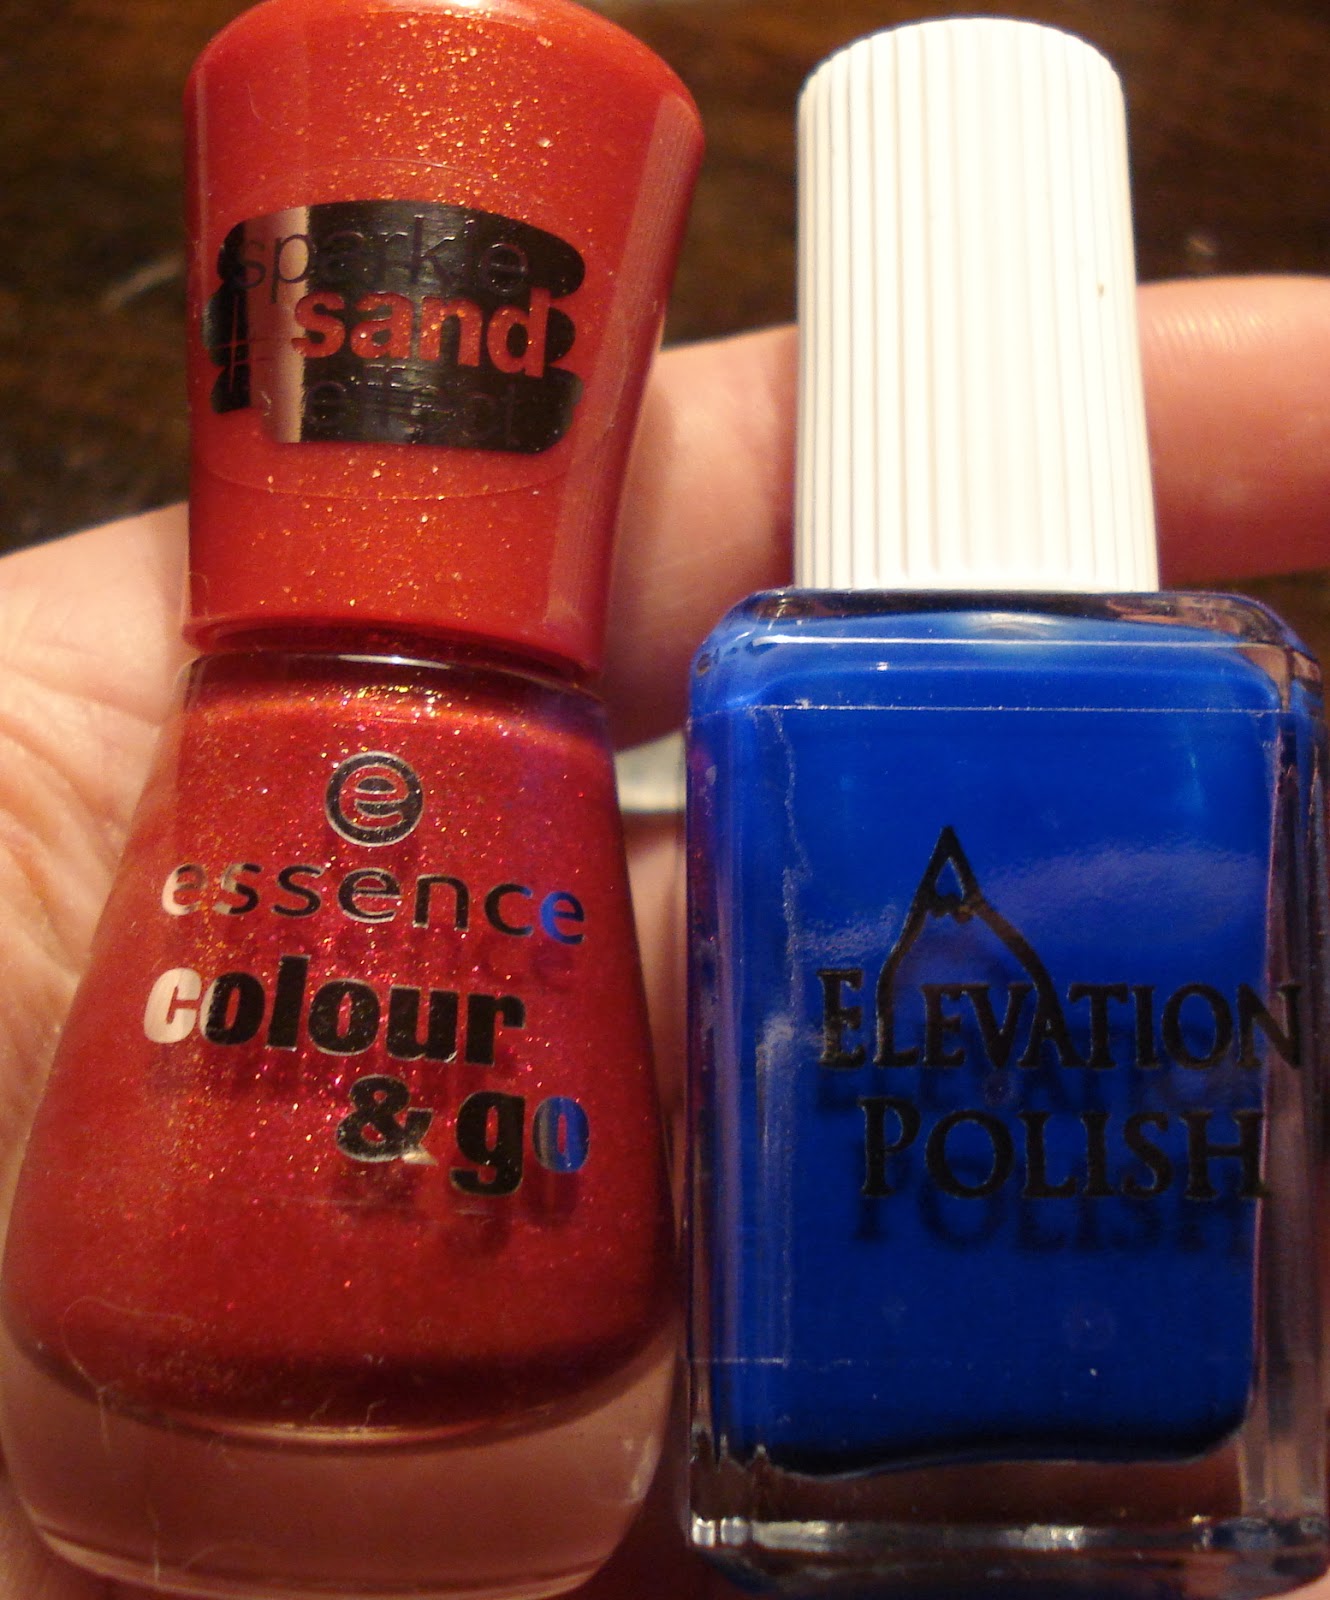 sparkle
sand
effect
e
essence
colour
& go
ELEVATION
POLISH